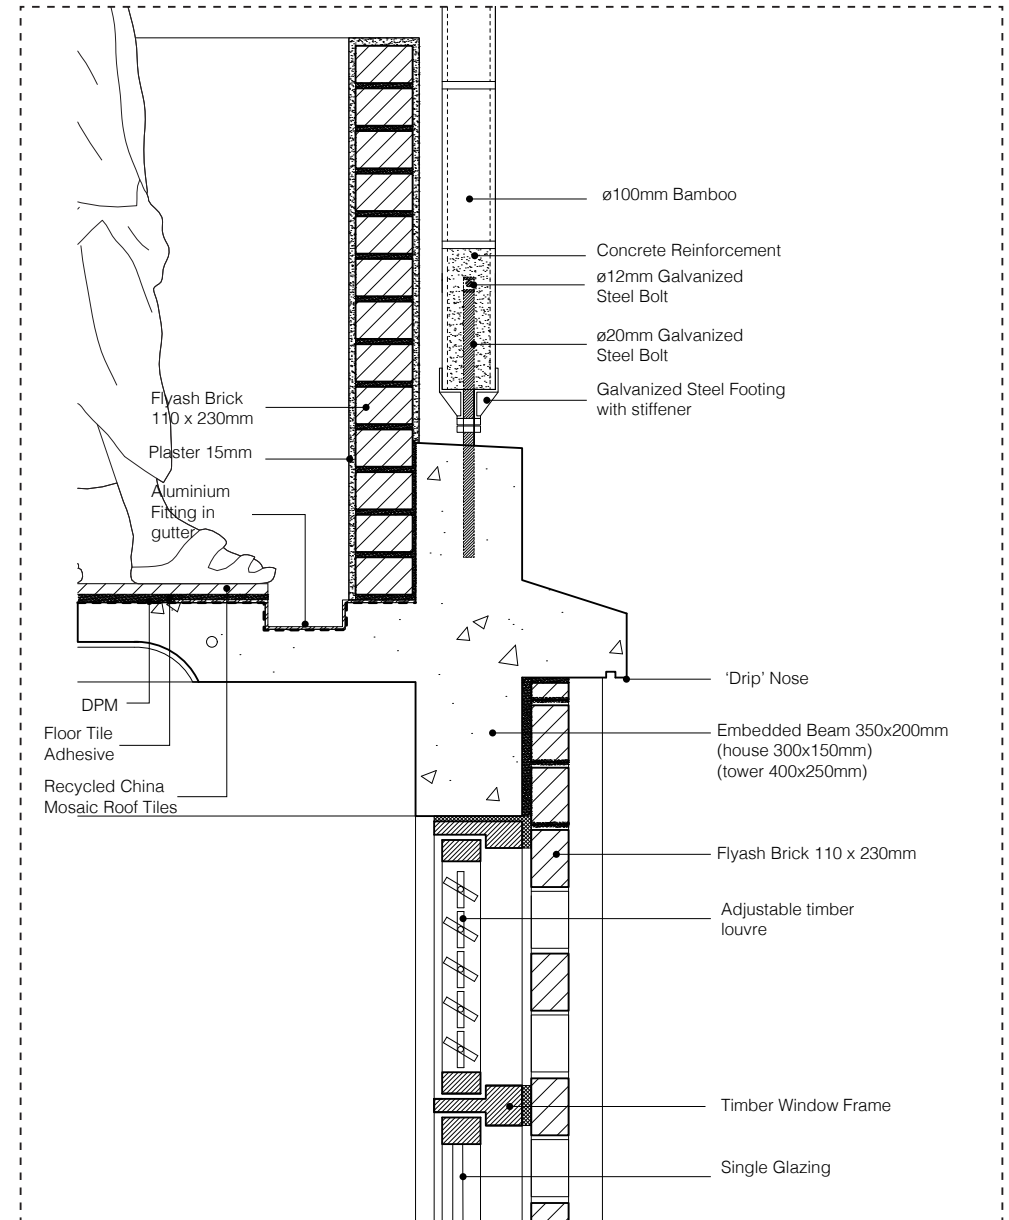 ø100mm Bamboo
Concrete Reinforcement
ø12mm Galvanized
Steel Bolt
ø20mm Galvanized
Steel Bolt
Galvanized Steel Footing
with stiffener
Flyash Brick
110 x 230mm
Plaster 15mm
Aluminium
Fitting in
gutter
DPM
Floor Tile
Adhesive
Recycled China
Mosaic Roof Tiles
‘Drip’ Nose
Embedded Beam 350x200mm
(house 300x150mm)
(tower 400x250mm)
Flyash Brick 110 x 230mm
Adjustable timber
louvre
Timber Window Frame
Single Glazing